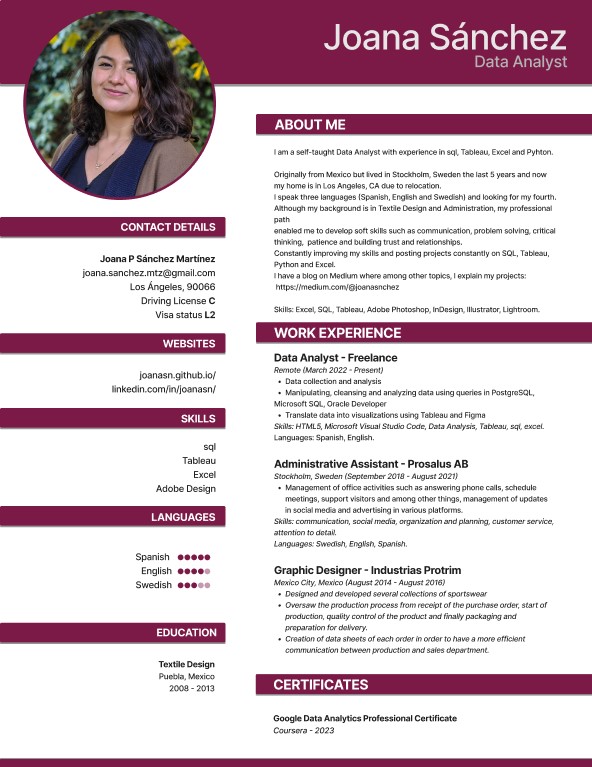 Joana Sánchez
Data Analyst
CONTACT DETAILS
Joana P Sánchez Martínez
joana.sanchez.mtz@gmail.com
Los Ángeles, 90066
Driving License C
Visa status L2
WEBSITES
joanasn.github.io/
linkedin.com/in/joanasn/
SKILLS
sql
Tableau
Excel
Adobe Design
LANGUAGES
Spanish
English
Swedish
EDUCATION
Textile Design
Puebla, Mexico
2008 - 2013
ABOUT ME
I am a self-taught Data Analyst with experience in sql, Tableau, Excel and Pyhton.
Originally from Mexico but lived in Stockholm, Sweden the last 5 years and now
my home is in Los Angeles, CA due to relocation.
I speak three languages (Spanish, English and Swedish) and looking for my fourth.
Although my background is in Textile Design and Administration, my professional
path
enabled me to develop soft skills such as communication, problem solving, critical
thinking,  patience and building trust and relationships.
Constantly improving my skills and posting projects constantly on SQL, Tableau,
Python and Excel.
I have a blog on Medium where among other topics, I explain my projects:
https://medium.com/@joanasnchez
Skills: Excel, SQL, Tableau, Adobe Photoshop, InDesign, Illustrator, Lightroom.
WORK EXPERIENCE
Data Analyst - Freelance
Remote (March 2022 - Present)
• Data collection and analysis
• Manipulating, cleansing and analyzing data using queries in PostgreSQL,
Microsoft SQL, Oracle Developer
• Translate data into visualizations using Tableau and Figma
Skills: HTML5, Microsoft Visual Studio Code, Data Analysis, Tableau, sql, excel.
Languages: Spanish, English.
Administrative Assistant - Prosalus AB
Stockholm, Sweden (September 2018 - August 2021)
• Management of office activities such as answering phone calls, schedule
meetings, support visitors and among other things, management of updates
in social media and advertising in various platforms.
Skills: communication, social media, organization and planning, customer service,
attention to detail.
Languages: Swedish, English, Spanish.
Graphic Designer - Industrias Protrim
Mexico City, Mexico (August 2014 - August 2016)
• Designed and developed several collections of sportswear
• Oversaw the production process from receipt of the purchase order, start of
production, quality control of the product and finally packaging and
preparation for delivery.
• Creation of data sheets of each order in order to have a more efficient
communication between production and sales department.
CERTIFICATES
Google Data Analytics Professional Certificate
Coursera - 2023